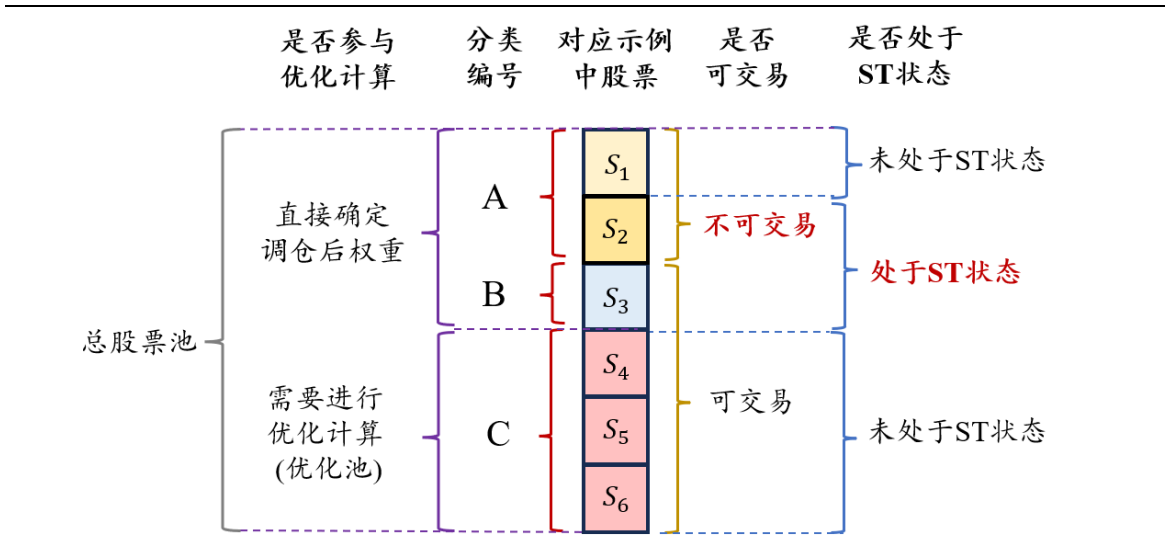 是否参与
优化计算
分类
编号
对应示例
中股票
是否
可交易
是否处于
ST状态
总股票池
直接确定
调仓后权重
需要进行
优化计算
(优化池)
A
B
C
S₁
S₂
S₃
S₄
S₅
S₆
不可交易
可交易
未处于ST状态
处于ST状态
未处于ST状态